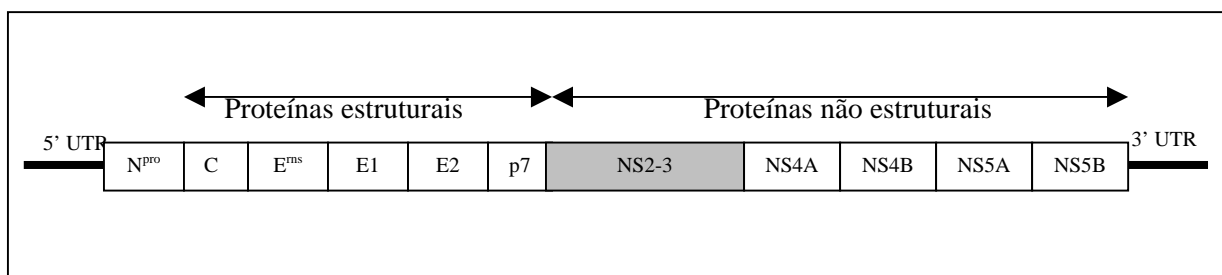 Proteínas estruturais Proteínas não estruturais
5’ UTR 3’ UTR
Nᵖʳᵒ C Eʳⁿˢ E1 E2 p7 NS2-3 NS4A NS4B NS5A NS5B